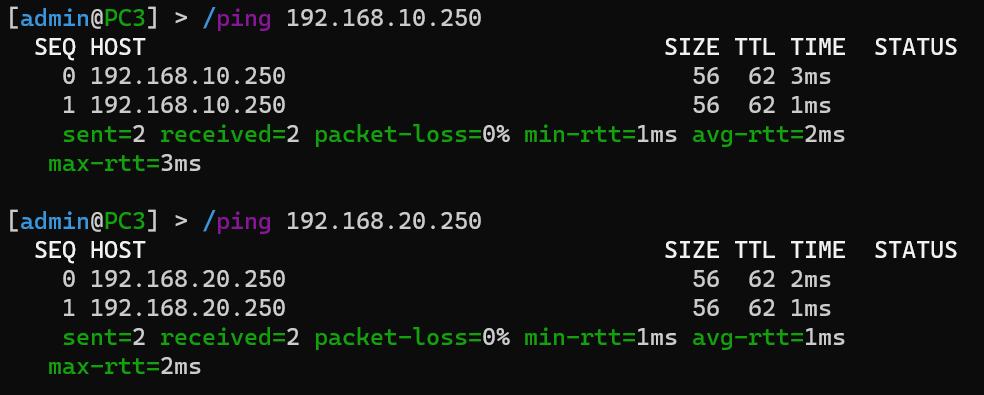 [admin@PC3] > /ping 192.168.10.250
SEQ HOST SIZE TTL TIME STATUS
0 192.168.10.250 56 62 3ms
1 192.168.10.250 56 62 1ms
sent=2 received=2 packet-loss=0% min-rtt=1ms avg-rtt=2ms
max-rtt=3ms
[admin@PC3] > /ping 192.168.20.250
SEQ HOST SIZE TTL TIME STATUS
0 192.168.20.250 56 62 2ms
1 192.168.20.250 56 62 1ms
sent=2 received=2 packet-loss=0% min-rtt=1ms avg-rtt=1ms
max-rtt=2ms